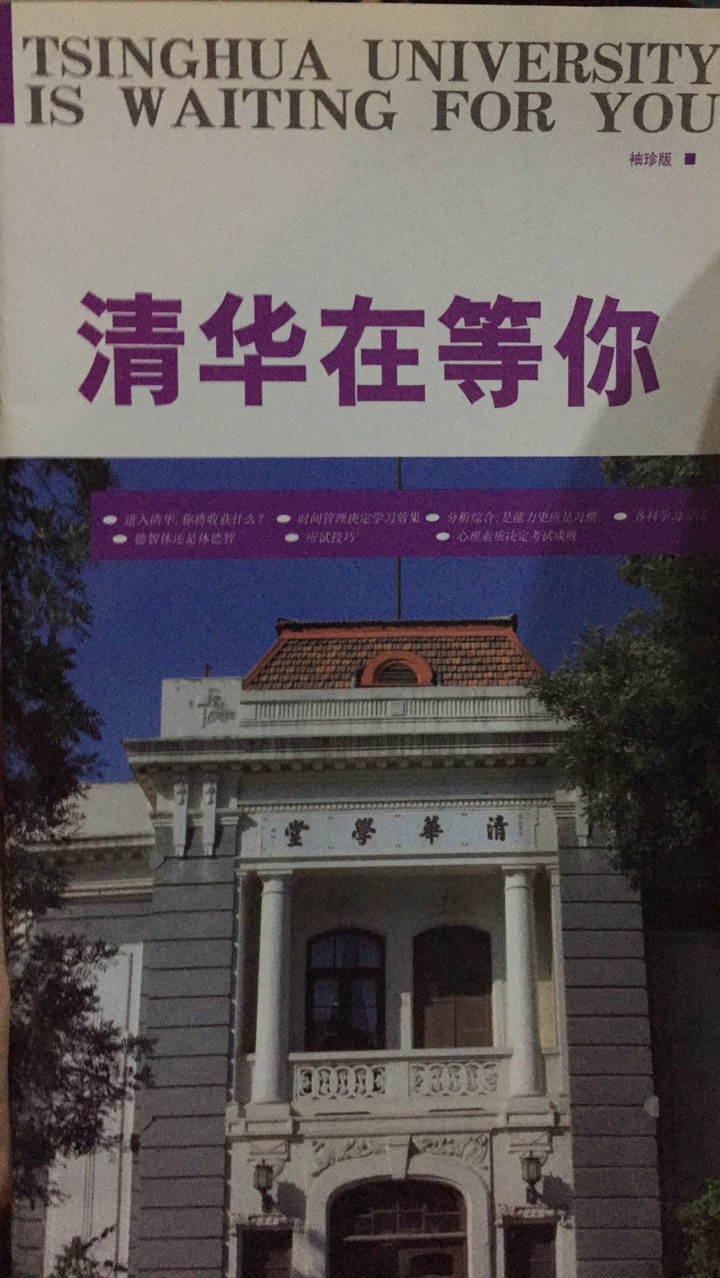 TSINGHUA UNIVERSITY
IS WAITING FOR YOU
袖珍版
清华在等你
进入清华，你将收获什么？ 时间管理决定学习效果 分析综合：是能力更应是习惯 各科学习方法
德智体还是体德智 应试技巧 心理素质决定考试成败
清華學堂